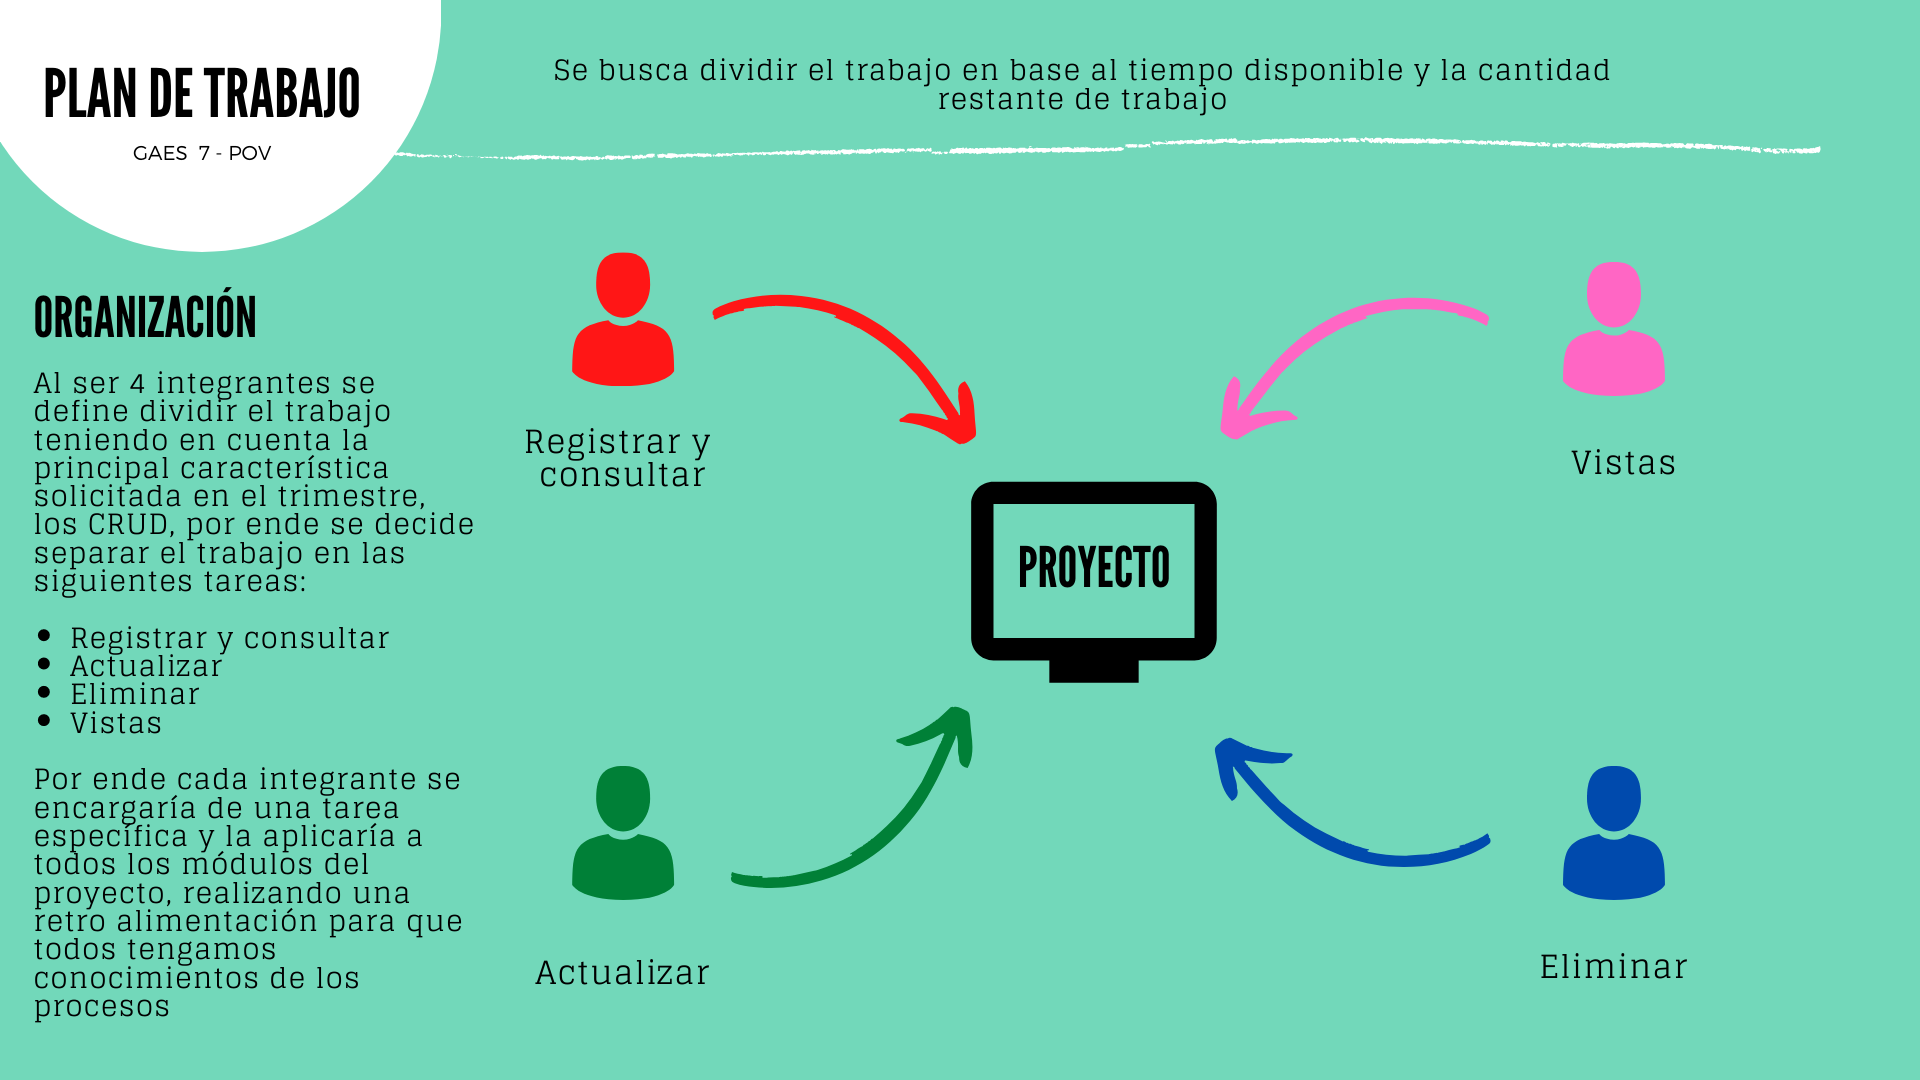 PLAN DE TRABAJO
GAES 7 - POV
Se busca dividir el trabajo en base al tiempo disponible y la cantidad
restante de trabajo
ORGANIZACIÓN
Al ser 4 integrantes se
define dividir el trabajo
teniendo en cuenta la
principal característica
solicitada en el trimestre,
los CRUD, por ende se decide
separar el trabajo en las
siguientes tareas:
• Registrar y consultar
• Actualizar
• Eliminar
• Vistas
Por ende cada integrante se
encargaría de una tarea
específica y la aplicaría a
todos los módulos del
proyecto, realizando una
retro alimentación para que
todos tengamos
conocimientos de los
procesos
Registrar y
consultar
Vistas
PROYECTO
Actualizar
Eliminar